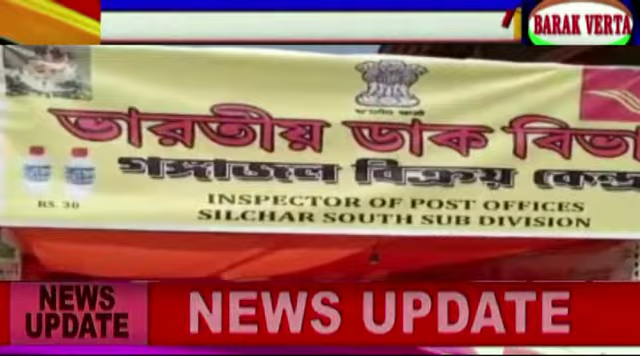 BARAK VERTA
ভারতীয় ডাক বিভা
গঙ্গাজল বিক্রয় কেন্দ্র
RS. 30
INSPECTOR OF POST OFFICES
SILCHAR SOUTH SUB DIVISION
NEWS
UPDATE
NEWS UPDATE